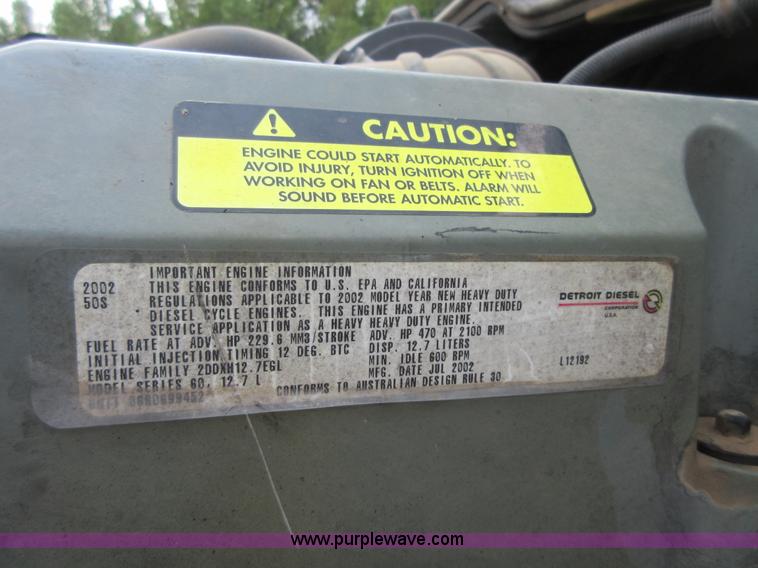 CAUTION:
ENGINE COULD START AUTOMATICALLY. TO
AVOID INJURY, TURN IGNITION OFF WHEN
WORKING ON FAN OR BELTS. ALARM WILL
SOUND BEFORE AUTOMATIC START.
IMPORTANT ENGINE INFORMATION
2002 THIS ENGINE CONFORMS TO U.S. EPA AND CALIFORNIA
50S REGULATIONS APPLICABLE TO 2002 MODEL YEAR NEW HEAVY DUTY
DIESEL CYCLE ENGINES. THIS ENGINE HAS A PRIMARY INTENDED
SERVICE APPLICATION AS A HEAVY HEAVY DUTY ENGINE.
FUEL RATE AT ADV. HP 229.6 MM3/STROKE ADV. HP 470 AT 2100 RPM
INITIAL INJECTION TIMING 12 DEG. BTC DISP. 12.7 LITERS
ENGINE FAMILY 2DDXH12.7EGL MIN. IDLE 600 RPM
MODEL SERIES 60, 12.7 L MFG. DATE JUL 2002
CONFORMS TO AUSTRALIAN DESIGN RULE 30
L12192
DETROIT DIESEL
CORPORATION
U.S.A.
www.purplewave.com